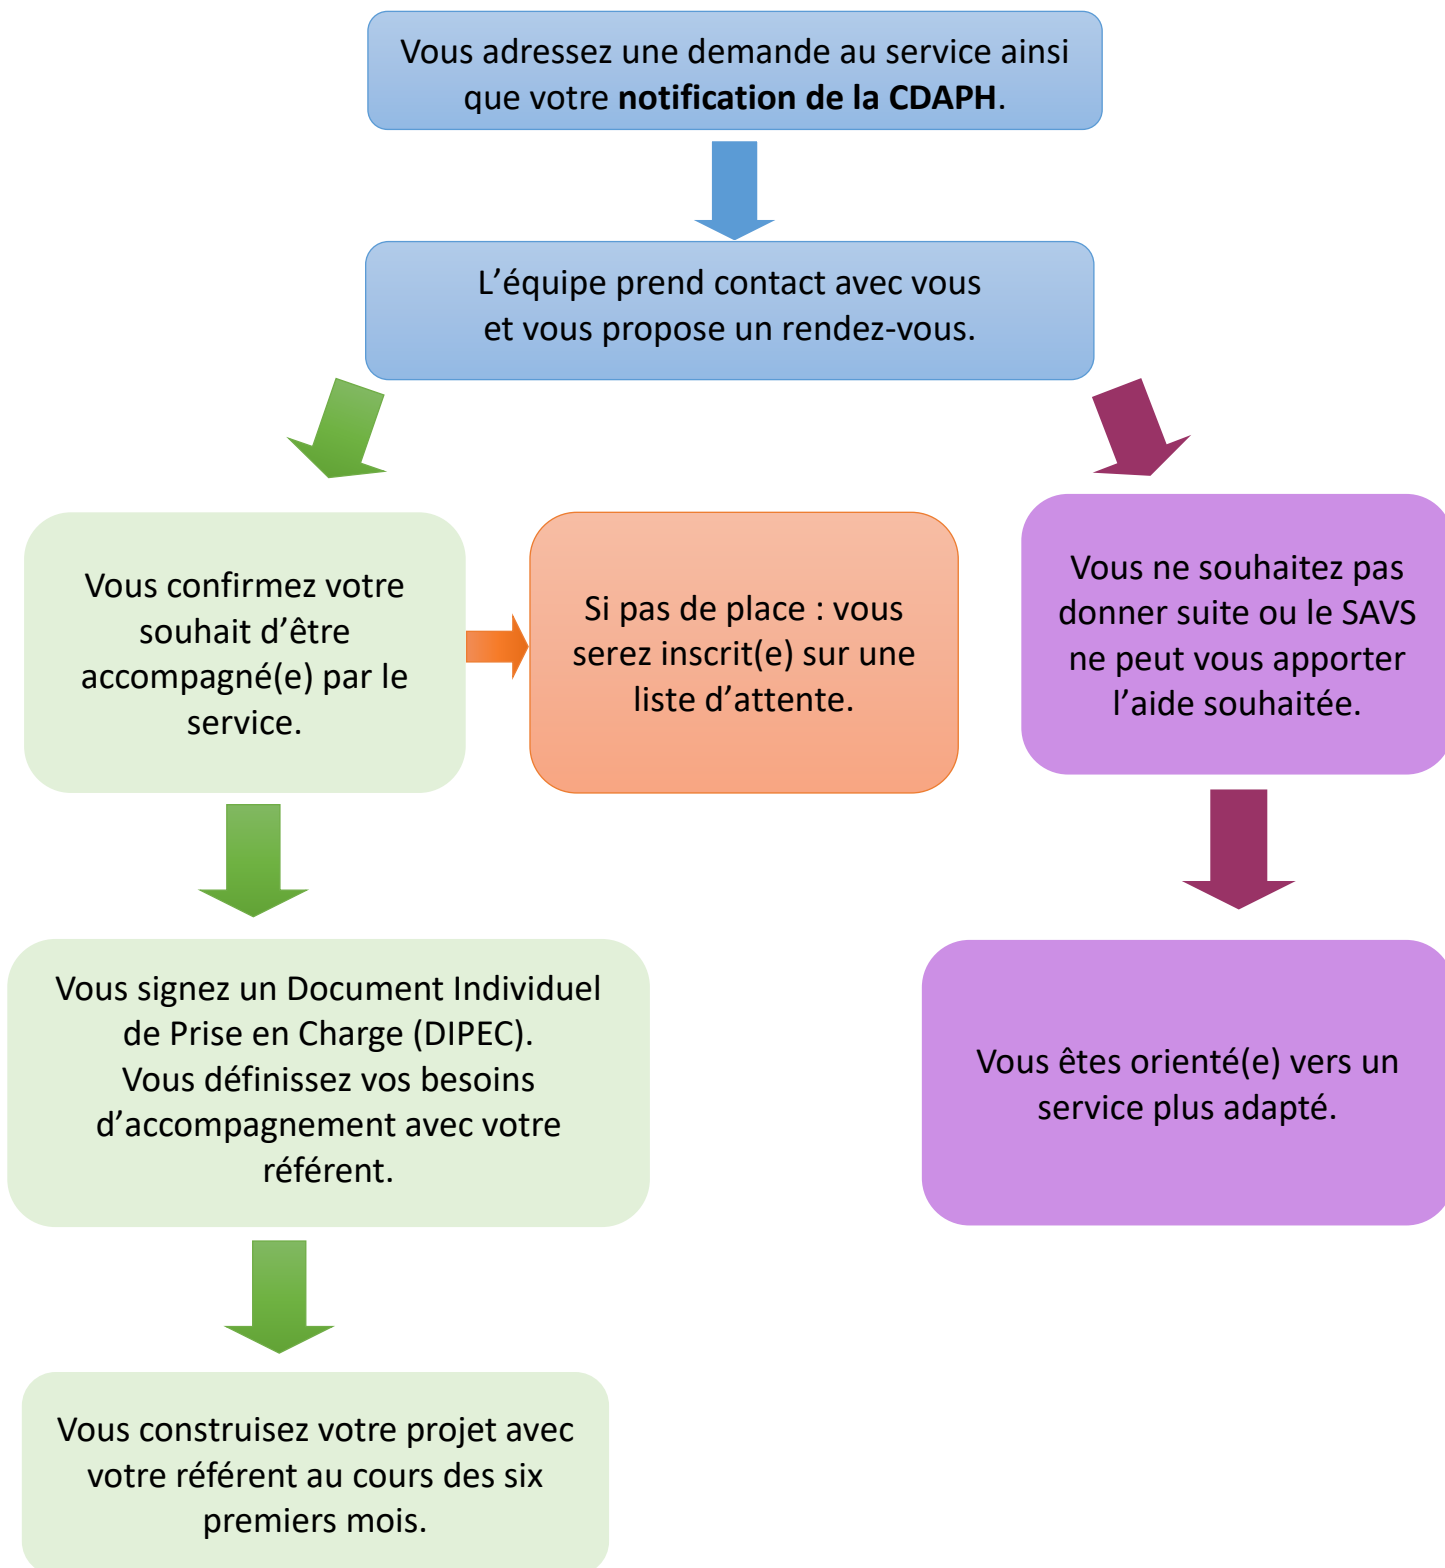 Vous adressez une demande au service ainsi
que votre notification de la CDAPH.
L’équipe prend contact avec vous
et vous propose un rendez-vous.
Vous confirmez votre
souhait d’être
accompagné(e) par le
service.
Si pas de place : vous
serez inscrit(e) sur une
liste d’attente.
Vous ne souhaitez pas
donner suite ou le SAVS
ne peut vous apporter
l’aide souhaitée.
Vous signez un Document Individuel
de Prise en Charge (DIPEC).
Vous définissez vos besoins
d’accompagnement avec votre
référent.
Vous êtes orienté(e) vers un
service plus adapté.
Vous construisez votre projet avec
votre référent au cours des six
premiers mois.